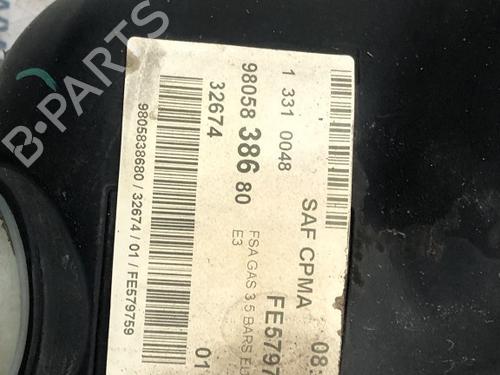 1 331 0048
SAF CPMA 08:
98058 386 80
32674
FSA GAS 3,5 BARS
E3
FE5797
01
9805838680 / 32674 / 01 / FE579759